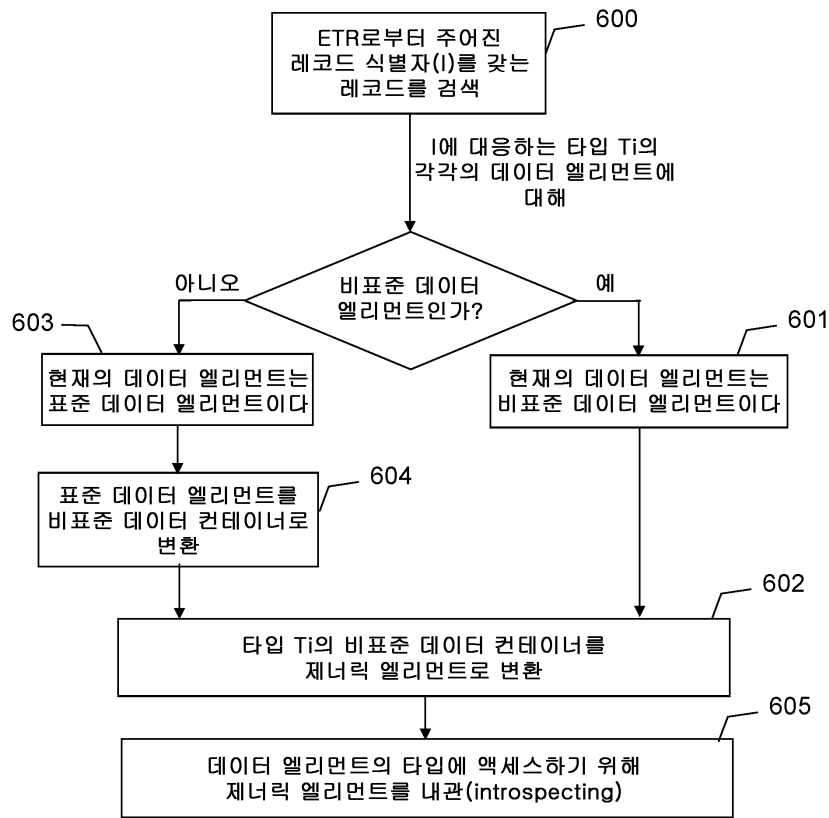 ETR로부터 주어진
레코드 식별자(I)를 갖는
레코드를 검색
600
I에 대응하는 타입 Ti의
각각의 데이터 엘리먼트에
대해
비표준 데이터
엘리먼트인가?
아니오
예
603
현재의 데이터 엘리먼트는
표준 데이터 엘리먼트이다
601
현재의 데이터 엘리먼트는
비표준 데이터 엘리먼트이다
604
표준 데이터 엘리먼트를
비표준 데이터 컨테이너로
변환
602
타입 Ti의 비표준 데이터 컨테이너를
제너릭 엘리먼트로 변환
605
데이터 엘리먼트의 타입에 액세스하기 위해
제너릭 엘리먼트를 내관(introspecting)